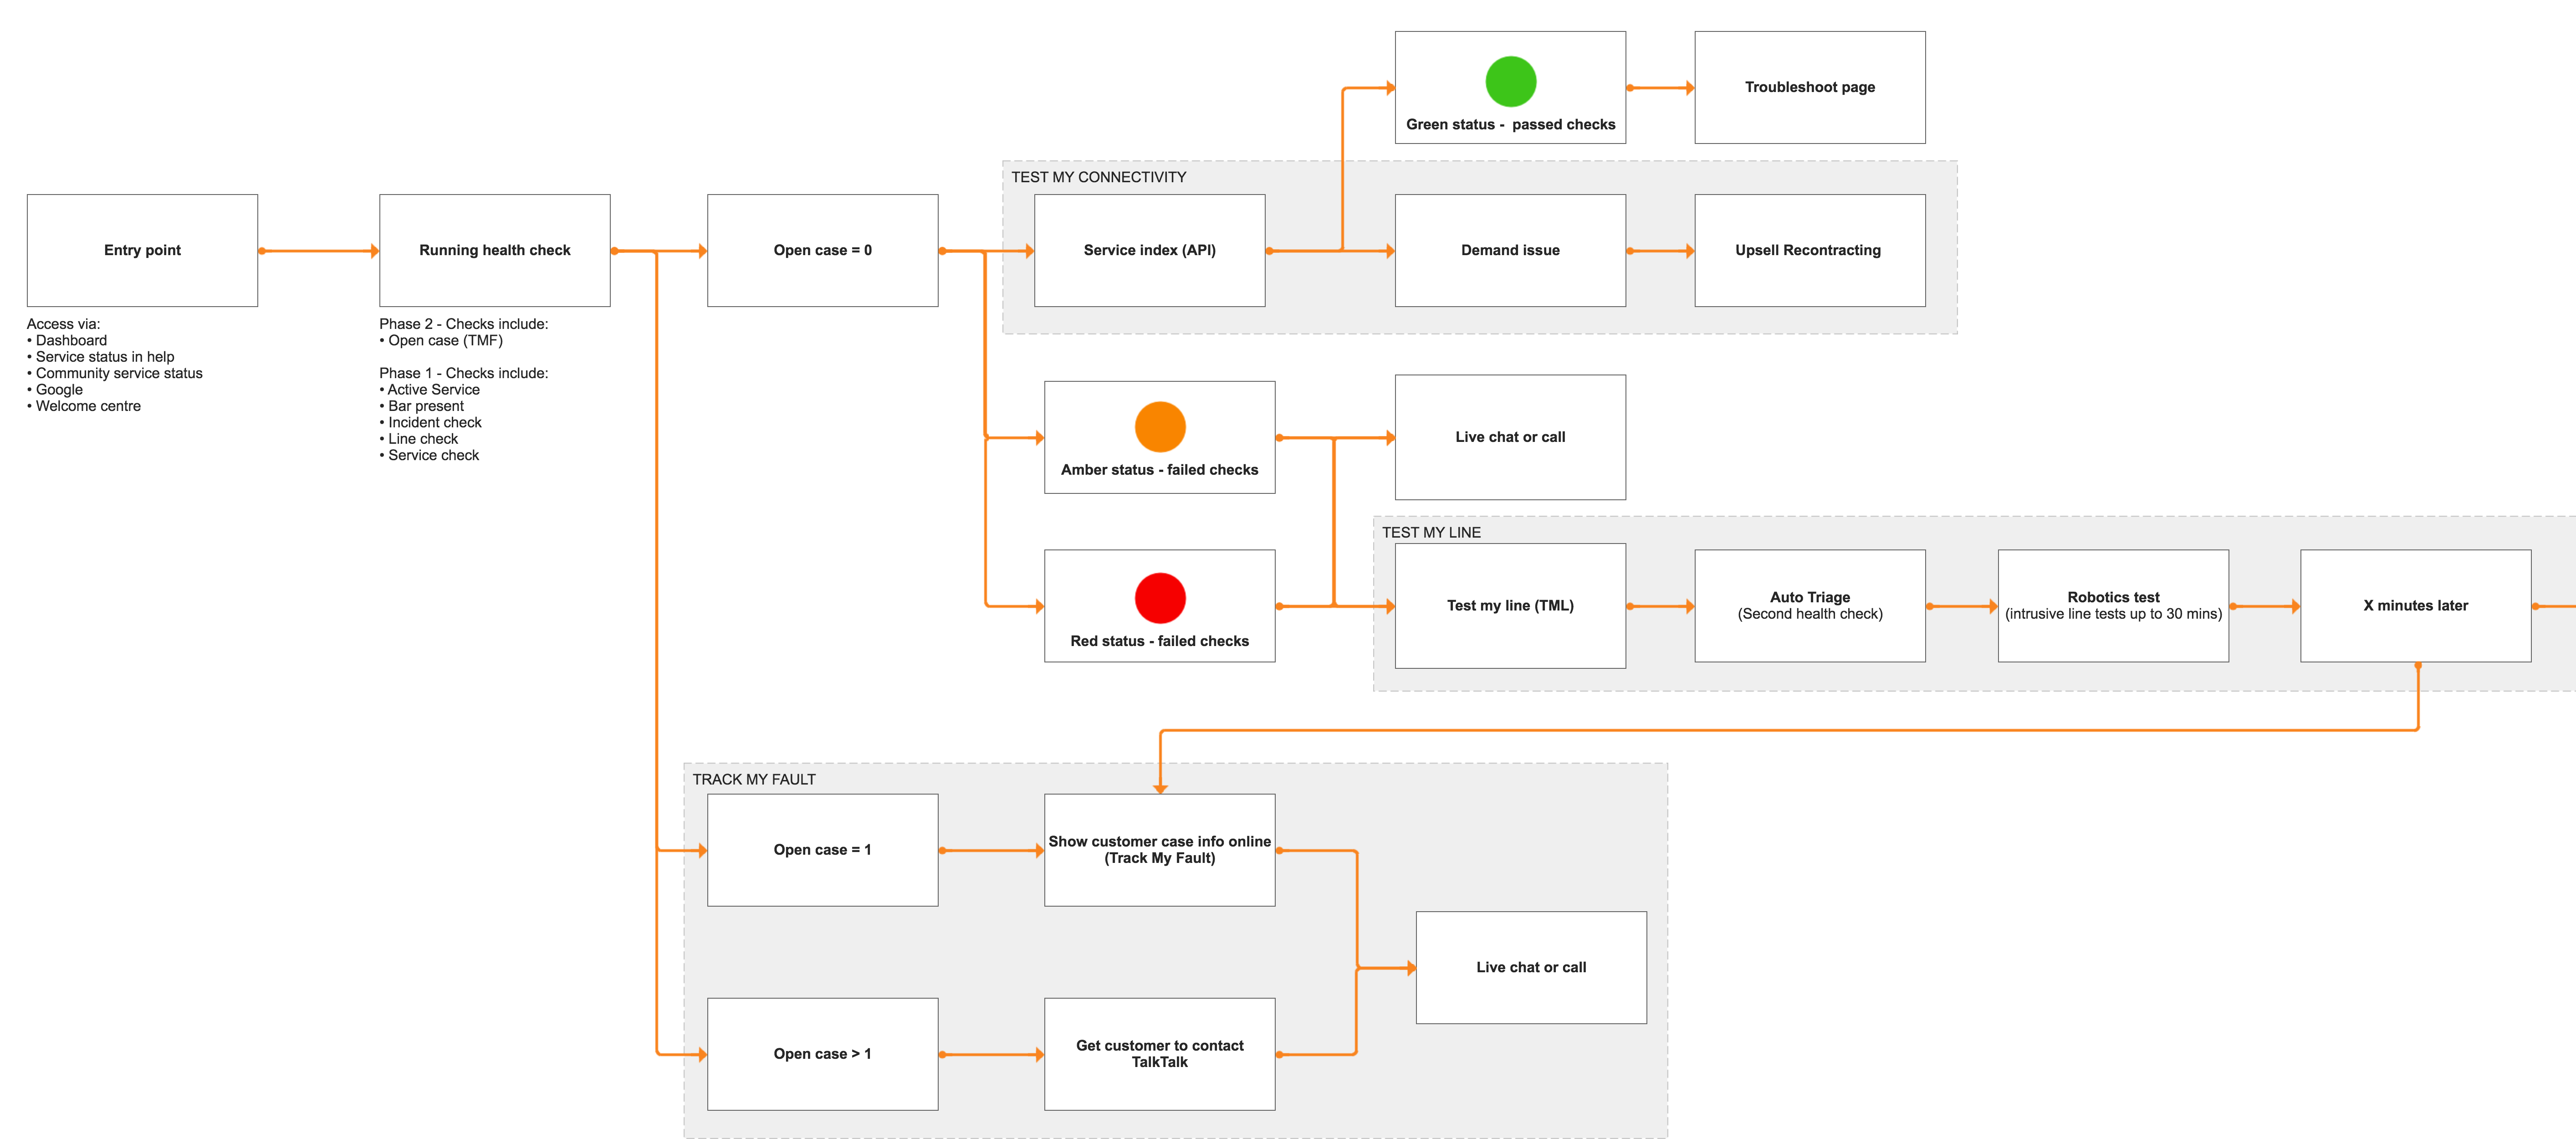 Green status -  passed checks
Troubleshoot page
TEST MY CONNECTIVITY
Entry point
Running health check
Open case = 0
Service index (API)
Demand issue
Upsell Recontracting
Access via:
• Dashboard
• Service status in help
• Community service status
• Google
• Welcome centre
Phase 2 - Checks include:
• Open case (TMF)
Phase 1 - Checks include:
• Active Service
• Bar present
• Incident check
• Line check
• Service check
Amber status - failed checks
Live chat or call
TEST MY LINE
Red status - failed checks
Test my line (TML)
Auto Triage
(Second health check)
Robotics test
(intrusive line tests up to 30 mins)
X minutes later
TRACK MY FAULT
Open case = 1
Show customer case info online
(Track My Fault)
Live chat or call
Open case > 1
Get customer to contact
TalkTalk